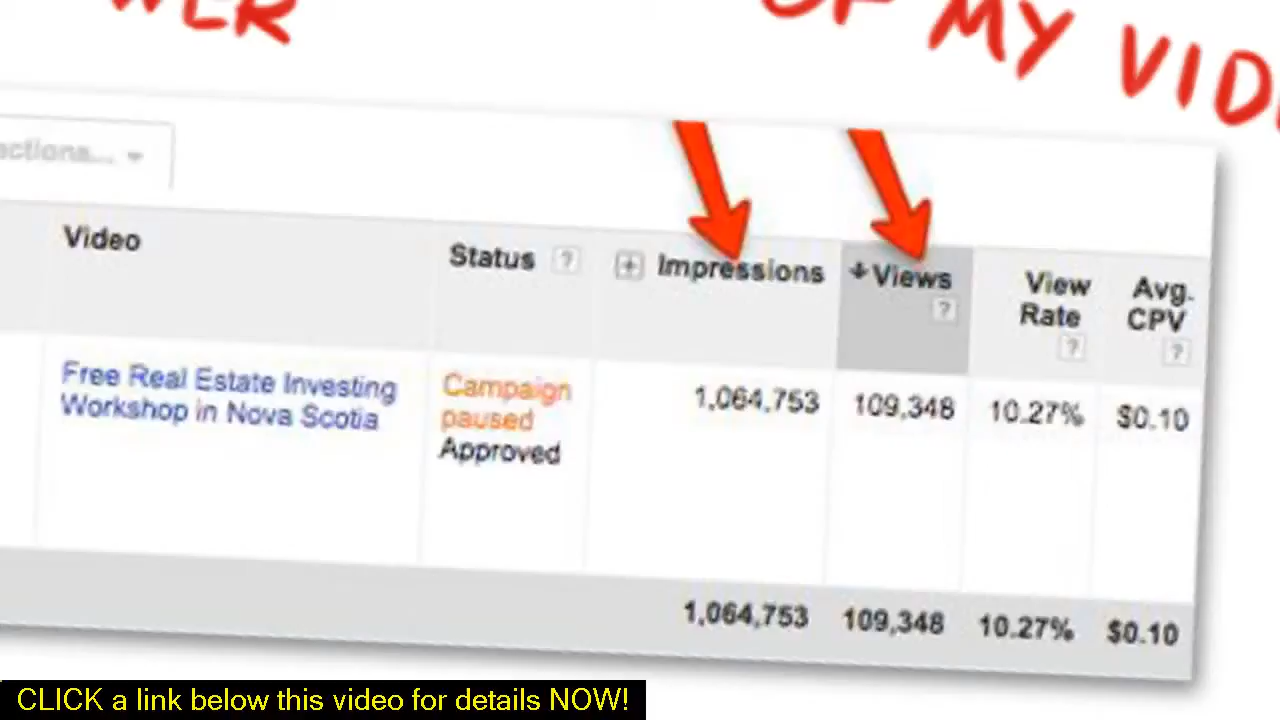 OF MY
Actions...
Video
Status ?
+ Impressions
Views
?
View
Rate
?
Avg.
CPV
?
Free Real Estate Investing
Workshop in Nova Scotia
Campaign
paused
Approved
1,064,753
109,348
10.27%
$0.10
1,064,753 109,348 10.27% $0.10
CLICK a link below this video for details NOW!